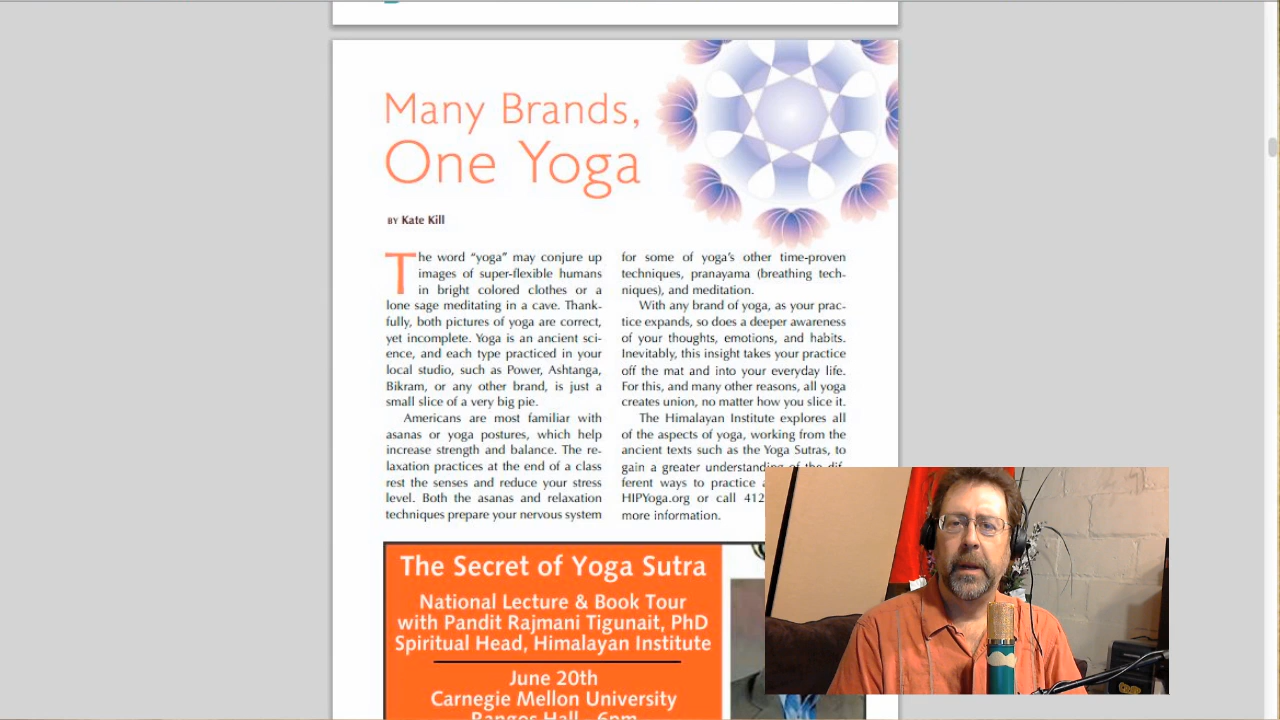 Many Brands,
One Yoga
BY Kate Kill
The word “yoga” may conjure up
images of super-flexible humans
in bright colored clothes or a
lone sage meditating in a cave. Thank-
fully, both pictures of yoga are correct,
yet incomplete. Yoga is an ancient sci-
ence, and each type practiced in your
local studio, such as Power, Ashtanga,
Bikram, or any other brand, is just a
small slice of a very big pie.
Americans are most familiar with
asanas or yoga postures, which help
increase strength and balance. The re-
laxation practices at the end of a class
rest the senses and reduce your stress
level. Both the asanas and relaxation
techniques prepare your nervous system
for some of yoga’s other time-proven
techniques, pranayama (breathing tech-
niques), and meditation.
With any brand of yoga, as your prac-
tice expands, so does a deeper awareness
of your thoughts, emotions, and habits.
Inevitably, this insight takes your practice
off the mat and into your everyday life.
For this, and many other reasons, all yoga
creates union, no matter how you slice it.
The Himalayan Institute explores all
of the aspects of yoga, working from the
ancient texts such as the Yoga Sutras, to
gain a greater understanding of the dif-
ferent ways to practice
HIPYoga.org or call 412
more information.
The Secret of Yoga Sutra
National Lecture & Book Tour
with Pandit Rajmani Tigunait, PhD
Spiritual Head, Himalayan Institute
June 20th
Carnegie Mellon University
Rangos Hall - 6pm